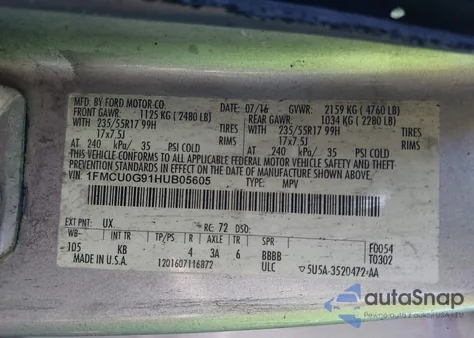 MFD. BY FORD MOTOR CO.
DATE: 07/16 GVWR: 2159 KG (4760 LB)
FRONT GAWR: 1125 KG (2480 LB) REAR GAWR: 1034 KG (2280 LB)
WITH 235/55R17 99H TIRES WITH 235/55R17 99H TIRES
17x7.5J RIMS 17x7.5J RIMS
AT 240 kPa/ 35 PSI COLD AT 240 kPa/ 35 PSI COLD
THIS VEHICLE CONFORMS TO ALL APPLICABLE FEDERAL MOTOR VEHICLE SAFETY AND THEFT
PREVENTION STANDARDS IN EFFECT ON THE DATE OF MANUFACTURE SHOWN ABOVE.
VIN: 1FMCU0G91HUB05605 TYPE: MPV
EXT PNT: UX RC: 72 DSO:
WB INT TR TP/PS R AXLE TR SPR F0054
105 KB 4 3A 6 BBBB T0302
MADE IN U.S.A. 1201607116872 ULC 5U5A-3520472-AA
autoSnap